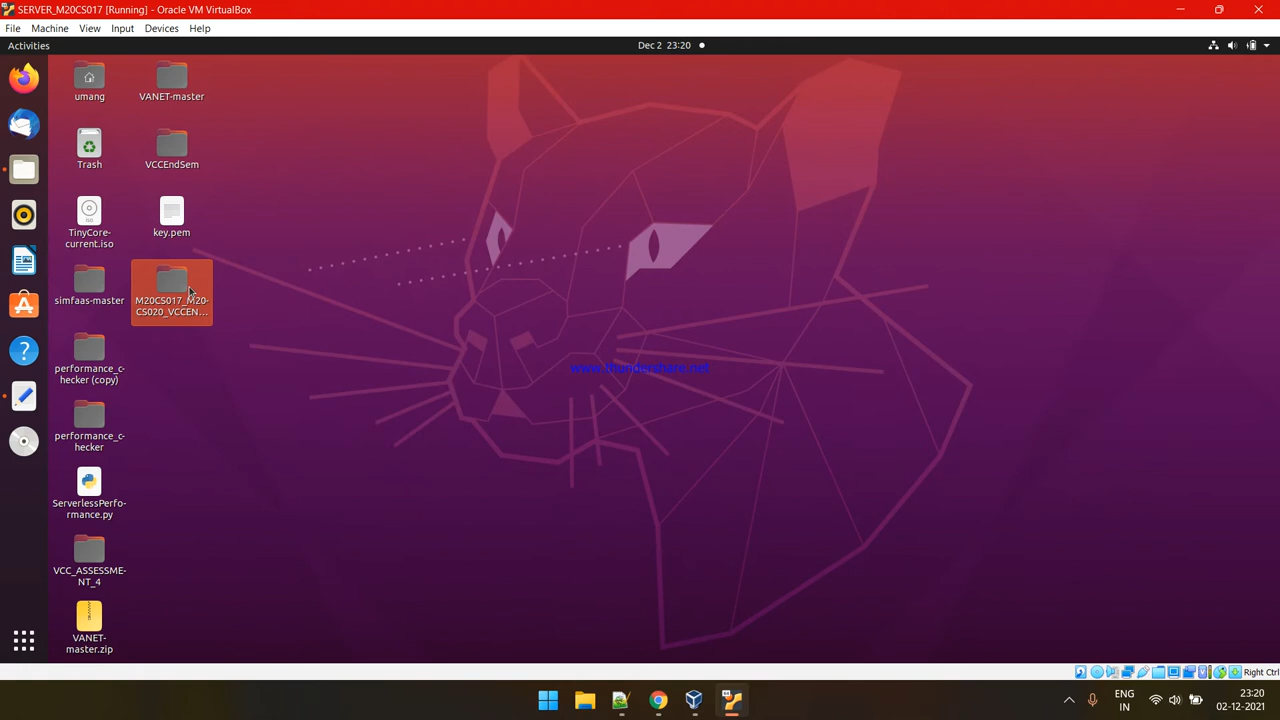 SERVER_M20CS017 [Running] - Oracle VM VirtualBox
File Machine View Input Devices Help
Activities
Dec 2 23:20
umang
VANET-master
Trash
VCCEndSem
TinyCore-
current.iso
key.pem
simfaas-master
M20CS017_M20-
CS020_VCCEN...
performance_c-
hecker (copy)
performance_c-
hecker
ServerlessPerfo-
rmance.py
VCC_ASSESSME-
NT_4
VANET-
master.zip
www.thundershare.net
Right Ctrl
ENG
IN
23:20
02-12-2021